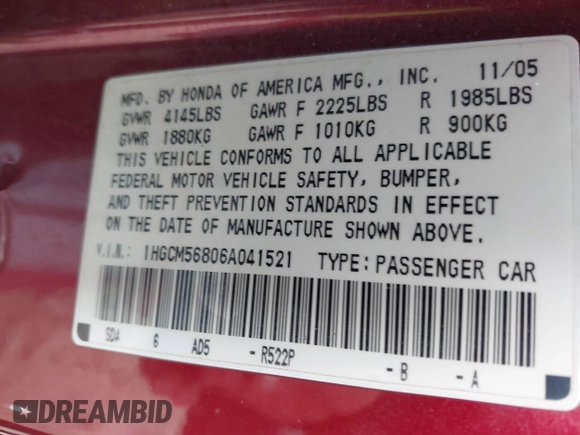 MFD. BY HONDA OF AMERICA MFG., INC. 11/05
GVWR 4145LBS GAWR F 2225LBS R 1985LBS
GVWR 1880KG GAWR F 1010KG R 900KG
THIS VEHICLE CONFORMS TO ALL APPLICABLE
FEDERAL MOTOR VEHICLE SAFETY, BUMPER,
AND THEFT PREVENTION STANDARDS IN EFFECT
ON THE DATE OF MANUFACTURE SHOWN ABOVE.
V.I.N.: 1HGCM56806A041521 TYPE:PASSENGER CAR
SDA 6 AD5 - R522P - B - A
DREAMBID